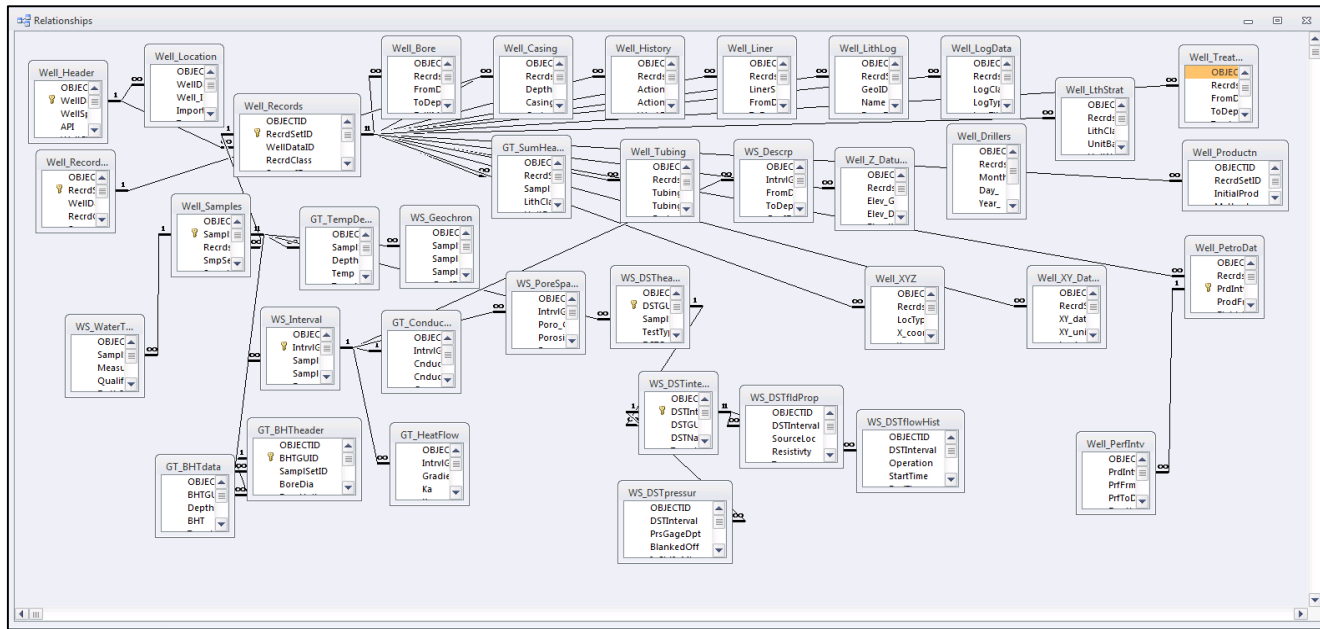 Relationships
Well_Header
OBJEC
WellD
WellSp
API
Well_Location
OBJEC
WellD
Well_I
Import
Well_Records
OBJECTID
RecrdSetID
WellDataID
RecrdClass
Well_Bore
OBJEC
Recrds
FromD
ToDep
Well_Casing
OBJEC
Recrds
Depth
Casing
Well_History
OBJEC
Recrds
Action
Action
Well_Liner
OBJEC
Recrds
LinerS
FromD
Well_LithLog
OBJEC
RecrdS
GeoID
Name
Well_LogData
OBJEC
Recrds
LogCla
LogTyp
Well_Treat...
OBJEC
Recrds
FromD
ToDep
Well_LthStrat
OBJEC
Recrds
LithCla
UnitBa
Well_Record...
OBJEC
RecrdS
WellD
RecrdC
GT_SumHea...
OBJEC
RecrdS
Sampl
LithCla
Well_Tubing
OBJEC
Recrds
Tubing
Tubing
WS_Descrp
OBJEC
IntrvlG
FromD
ToDep
Well_Z_Datu...
OBJEC
Recrds
Elev_G
Elev_D
Well_Drillers
OBJEC
Recrds
Month
Day_
Year_
Well_Productn
OBJECTID
RecrdSetID
InitialProd
Well_Samples
OBJEC
Sampl
Recrds
SmpSe
GT_TempDe...
OBJEC
Sampl
Depth
Temp
WS_Geochron
OBJEC
Sampl
Sampl
Sampl
WS_PoreSpa...
OBJEC
IntrvlG
Poro_C
Porosi
WS_DSThea...
OBJEC
DSTGU
Sampl
TestTyp
Well_XYZ
OBJEC
Recrds
LocTyp
X_coor
Well_XY_Dat...
OBJEC
RecrdS
XY_dat
XY_uni
Well_PetroDat
OBJEC
Recrds
PrdInt
ProdFr
WS_WaterT...
OBJEC
Sampl
Measu
Qualif
WS_Interval
OBJEC
IntrvlG
Sampl
Sampl
GT_Conduc...
OBJEC
IntrvlG
Cnduc
Cnduc
WS_DSTinte...
OBJEC
DSTInt
DSTGU
DSTNa
WS_DSTfldProp
OBJECTID
DSTInterval
SourceLoc
Resistivty
WS_DSTflowHist
OBJECTID
DSTInterval
Operation
StartTime
GT_BHTheader
OBJECTID
BHTGUID
SamplSetID
BoreDia
GT_HeatFlow
OBJEC
IntrvlG
Gradie
Ka
GT_BHTdata
OBJEC
BHTGU
Depth
BHT
WS_DSTpressur
OBJECTID
DSTInterval
PrsGageDpt
BlankedOff
Well_PerfIntv
OBJEC
PrdInt
PrfFrm
PrfToD